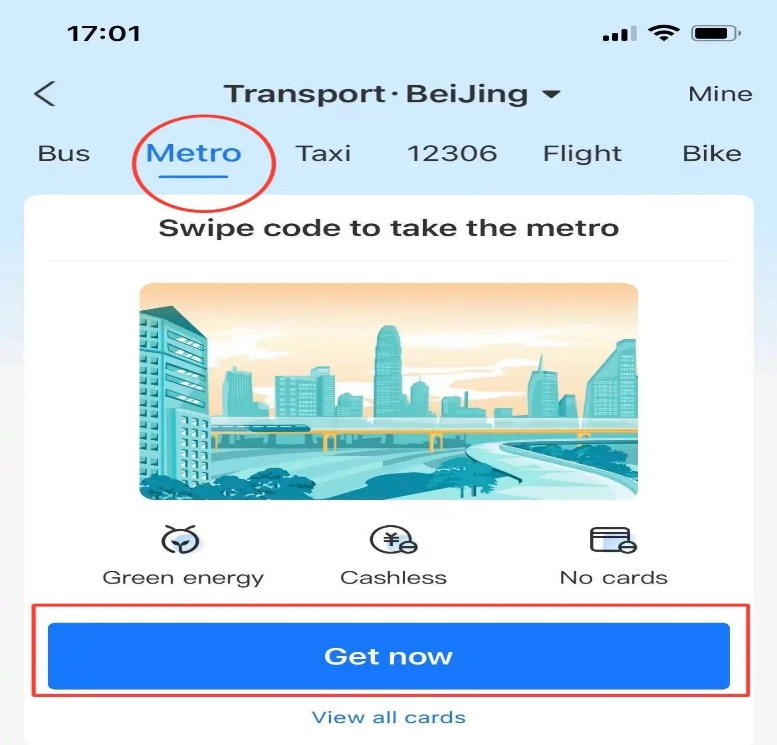 17:01
Transport·BeiJing
Mine
Bus Metro Taxi 12306 Flight Bike
Swipe code to take the metro
¥
Green energy Cashless No cards
Get now
View all cards